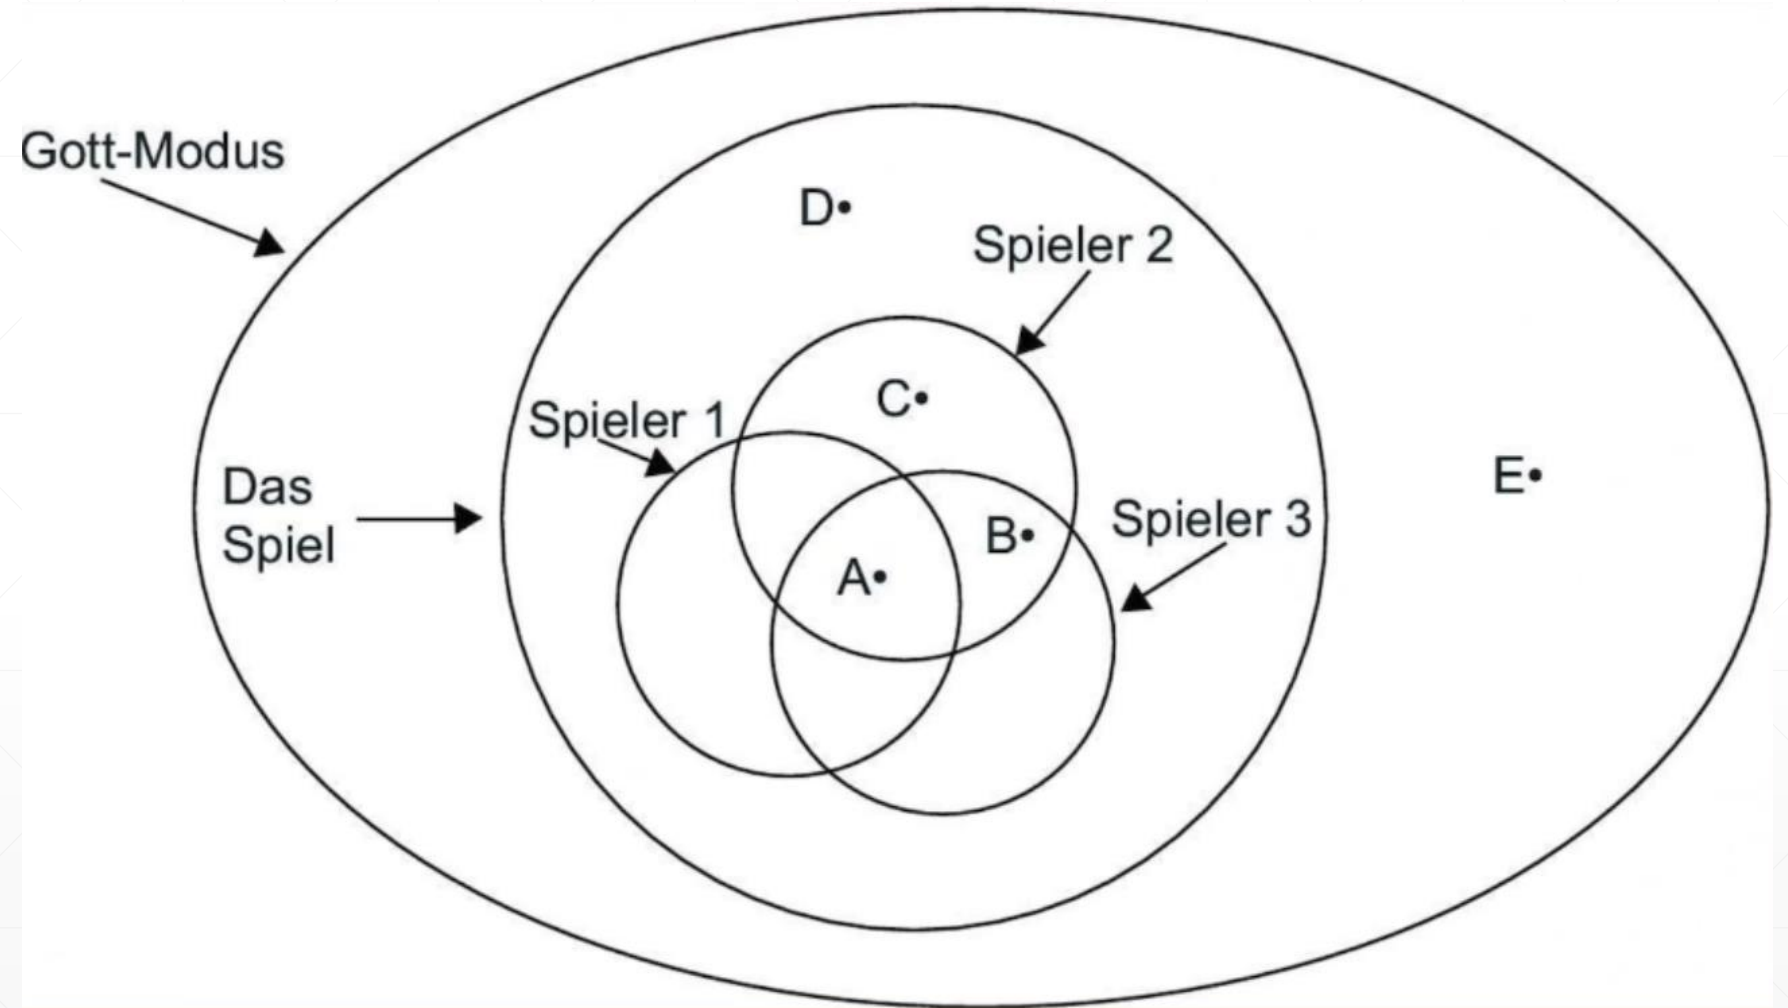 Gott-Modus
D•
Spieler 2
C•
Spieler 1
Das
Spiel
E•
B•
Spieler 3
A•